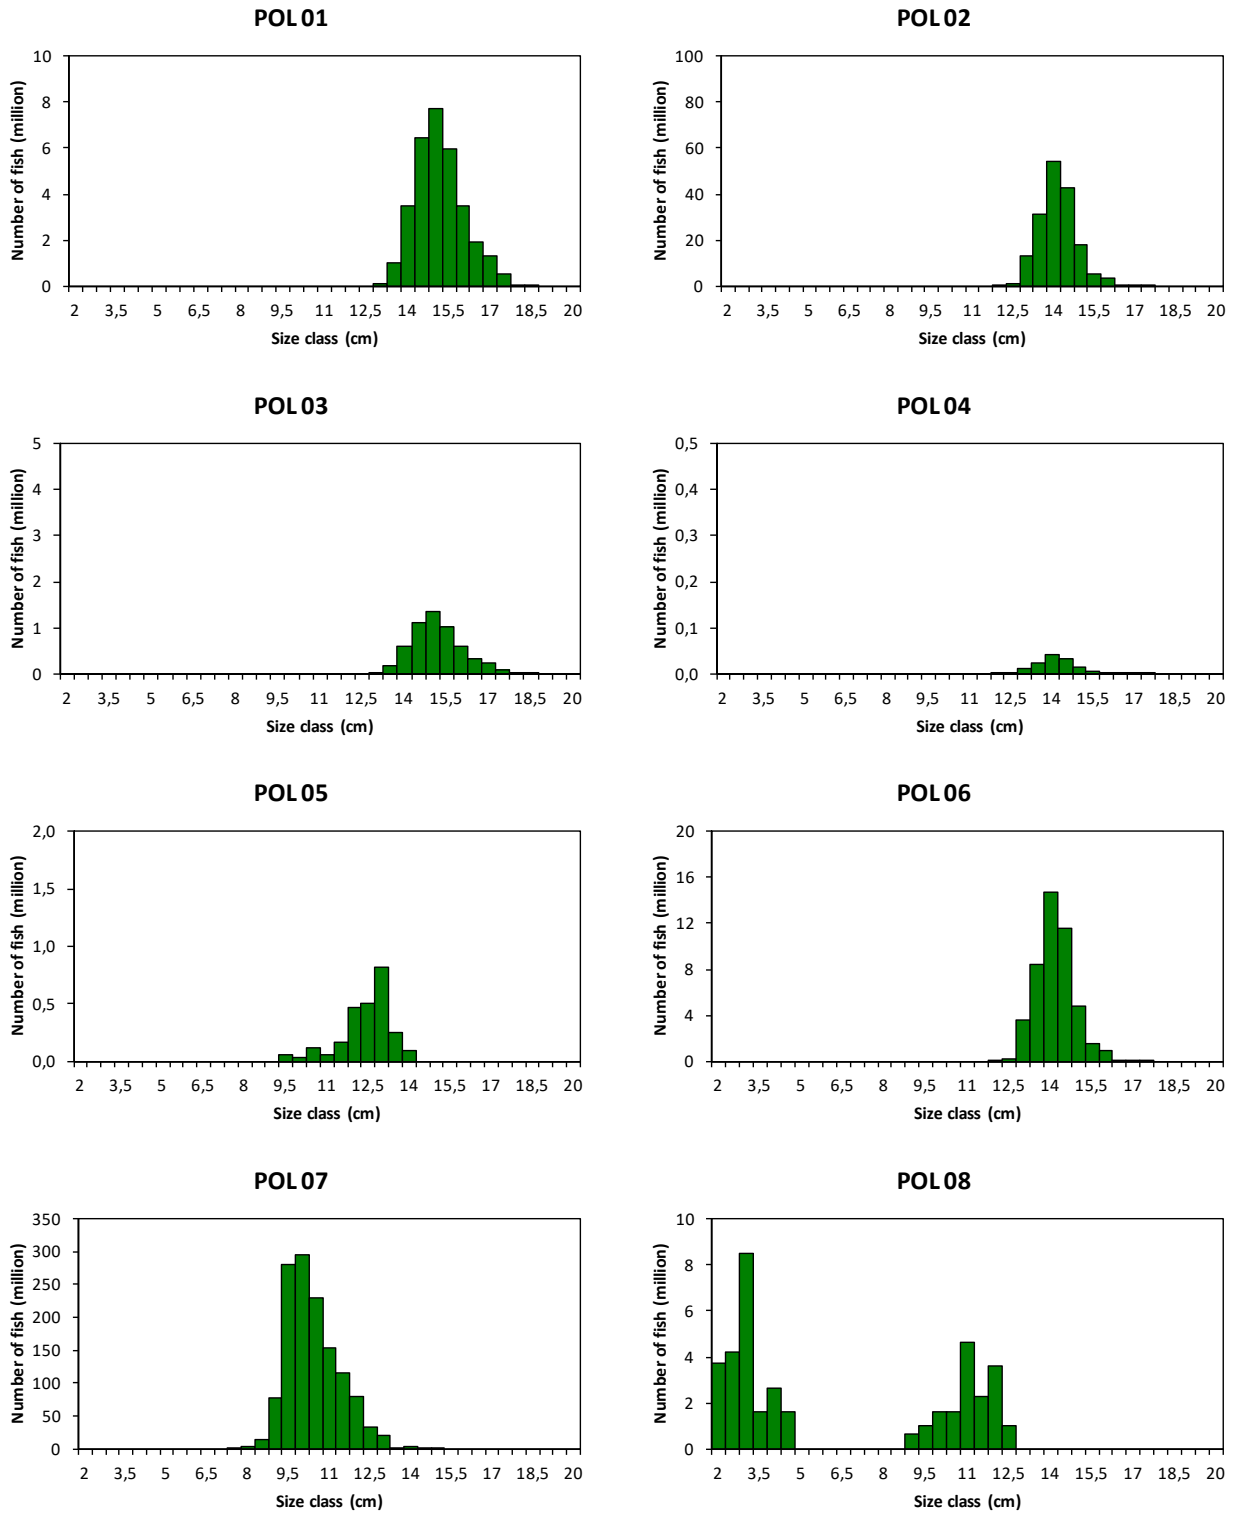 POL 01
10
8
6
4
2
0
Number of fish (million)
2 3,5 5 6,5 8 9,5 11 12,5 14 15,5 17 18,5 20
Size class (cm)
POL 02
100
80
60
40
20
0
Number of fish (million)
2 3,5 5 6,5 8 9,5 11 12,5 14 15,5 17 18,5 20
Size class (cm)
POL 03
5
4
3
2
1
0
Number of fish (million)
2 3,5 5 6,5 8 9,5 11 12,5 14 15,5 17 18,5 20
Size class (cm)
POL 04
0,5
0,4
0,3
0,2
0,1
0,0
Number of fish (million)
2 3,5 5 6,5 8 9,5 11 12,5 14 15,5 17 18,5 20
Size class (cm)
POL 05
2,0
1,5
1,0
0,5
0,0
Number of fish (million)
2 3,5 5 6,5 8 9,5 11 12,5 14 15,5 17 18,5 20
Size class (cm)
POL 06
20
16
12
8
4
0
Number of fish (million)
2 3,5 5 6,5 8 9,5 11 12,5 14 15,5 17 18,5 20
Size class (cm)
POL 07
350
300
250
200
150
100
50
0
Number of fish (million)
2 3,5 5 6,5 8 9,5 11 12,5 14 15,5 17 18,5 20
Size class (cm)
POL 08
10
8
6
4
2
0
Number of fish (million)
2 3,5 5 6,5 8 9,5 11 12,5 14 15,5 17 18,5 20
Size class (cm)